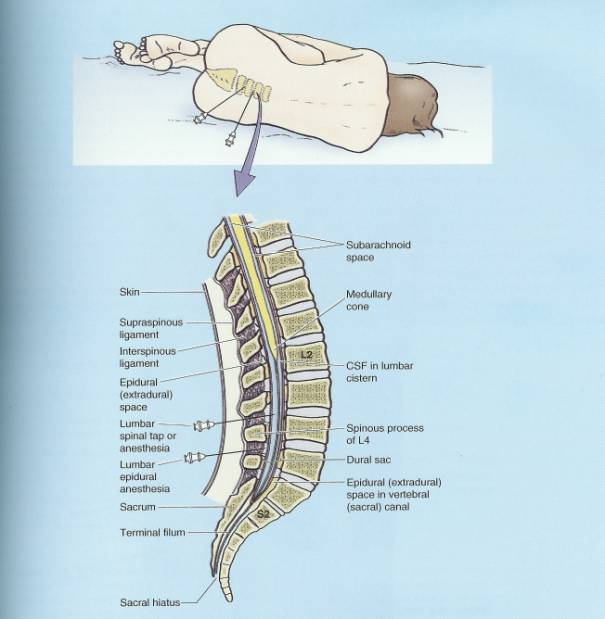 Subarachnoid
space
Skin
Medullary
cone
Supraspinous
ligament
Interspinous
ligament
L2
CSF in lumbar
cistern
Epidural
(extradural)
space
Lumbar
spinal tap or
anesthesia
Spinous process
of L4
Lumbar
epidural
anesthesia
Dural sac
Epidural (extradural)
space in vertebral
(sacral) canal
Sacrum
S2
Terminal filum
Sacral hiatus